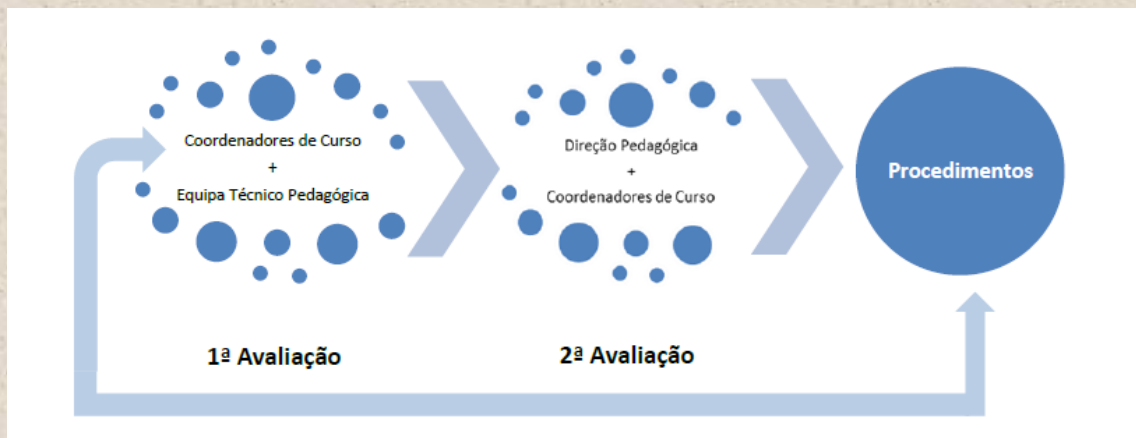 Coordenadores de Curso
+
Equipa Técnico Pedagógica
1ª Avaliação
Direção Pedagógica
+
Coordenadores de Curso
2ª Avaliação
Procedimentos